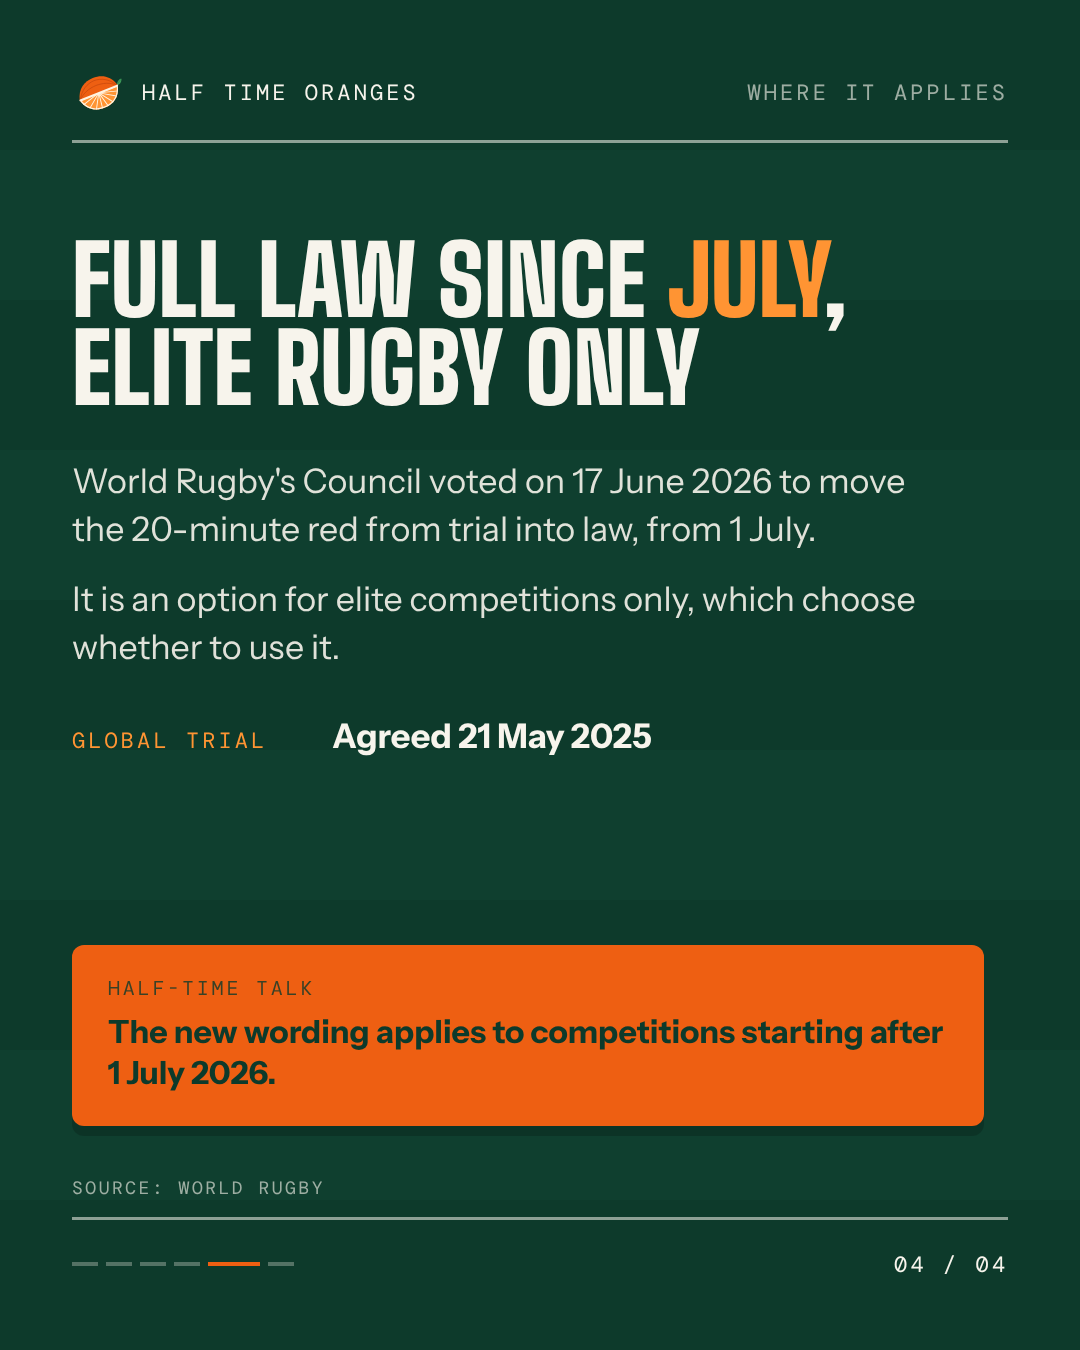 HALF TIME ORANGES
WHERE IT APPLIES
FULL LAW SINCE JULY,
ELITE RUGBY ONLY
World Rugby's Council voted on 17 June 2026 to move
the 20-minute red from trial into law, from 1 July.
It is an option for elite competitions only, which choose
whether to use it.
GLOBAL TRIAL
Agreed 21 May 2025
HALF-TIME TALK
The new wording applies to competitions starting after
1 July 2026.
SOURCE: WORLD RUGBY
04 / 04